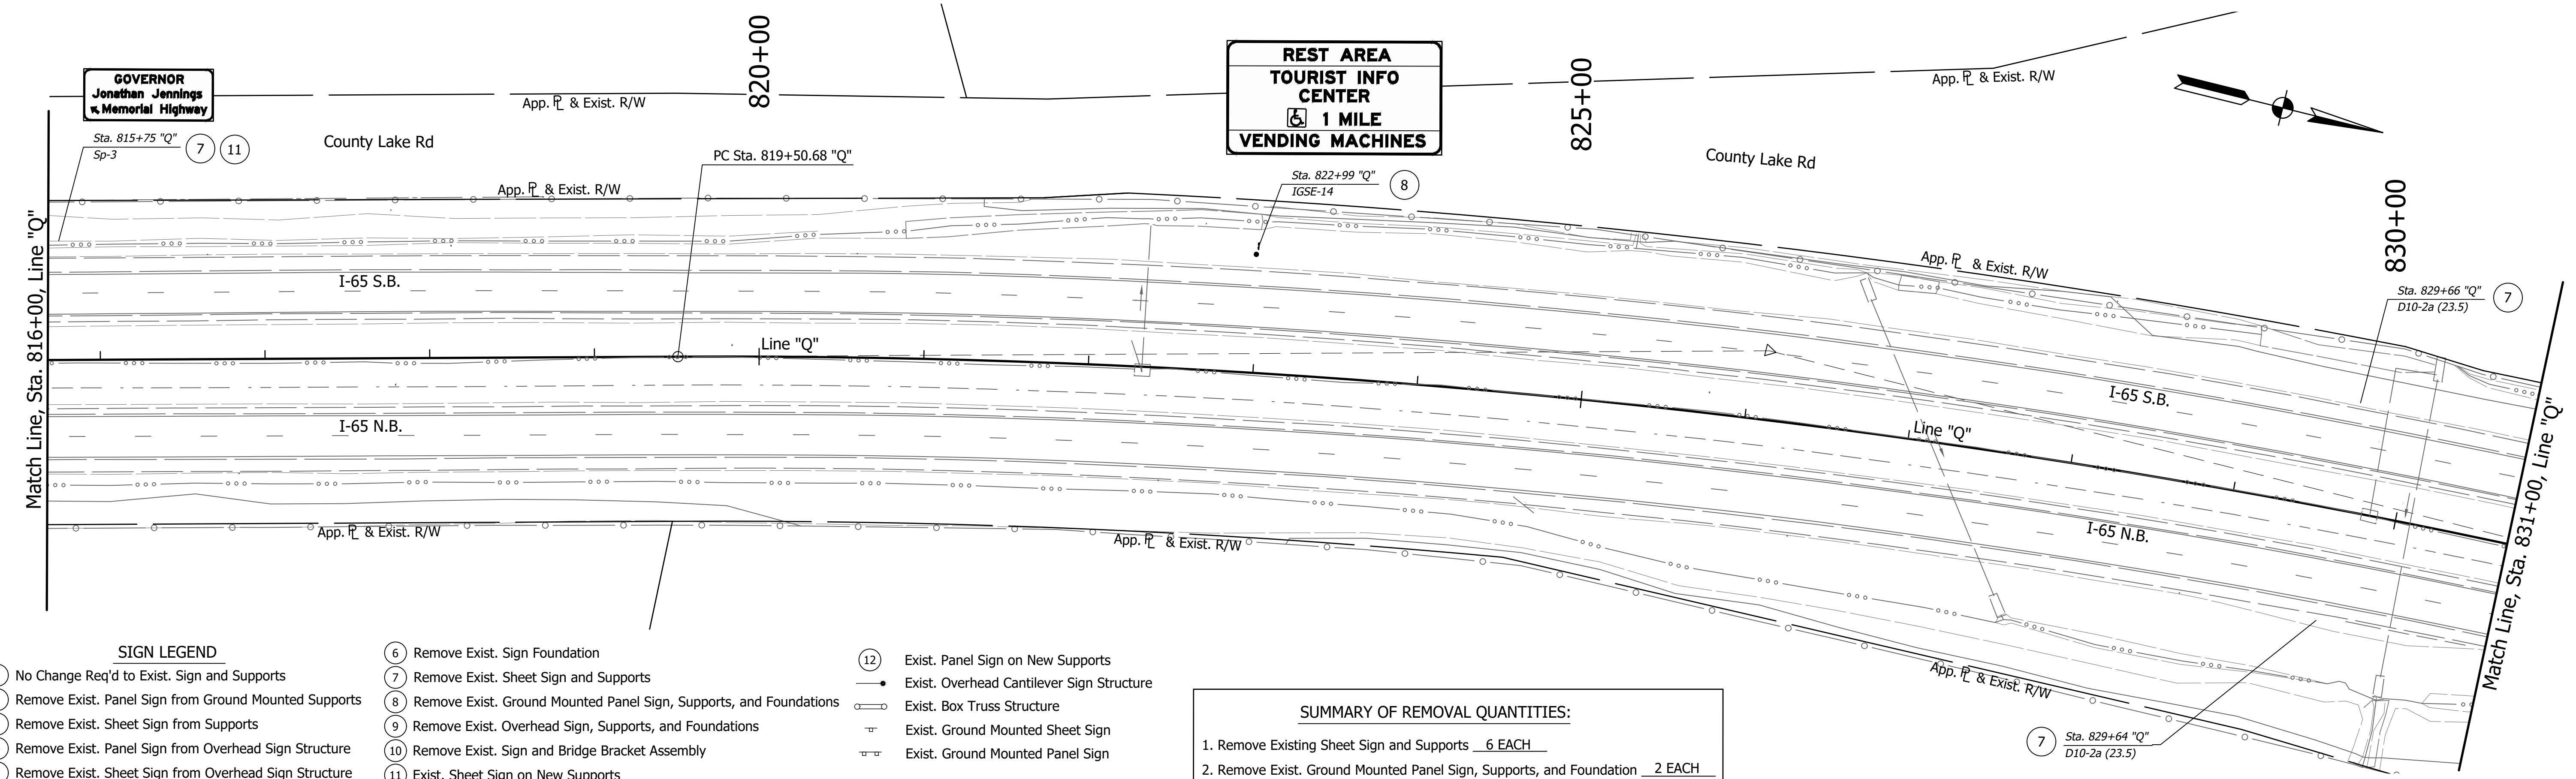 GOVERNOR
Jonathan Jennings
Memorial Highway
Sta. 815+75 "Q"
Sp-3
7
11
County Lake Rd
App. PL & Exist. R/W
820+00
PC Sta. 819+50.68 "Q"
App. PL & Exist. R/W
REST AREA
TOURIST INFO
CENTER
1 MILE
VENDING MACHINES
Sta. 822+99 "Q"
IGSE-14
8
825+00
County Lake Rd
App. PL & Exist. R/W
830+00
App. PL & Exist. R/W
Sta. 829+66 "Q"
D10-2a (23.5)
7
Match Line, Sta. 816+00, Line "Q"
I-65 S.B.
Line "Q"
I-65 N.B.
App. PL & Exist. R/W
App. PL & Exist. R/W
I-65 S.B.
Line "Q"
I-65 N.B.
App. PL & Exist. R/W
Match Line, Sta. 831+00, Line "Q"
7
Sta. 829+64 "Q"
D10-2a (23.5)
SIGN LEGEND
No Change Req'd to Exist. Sign and Supports
Remove Exist. Panel Sign from Ground Mounted Supports
Remove Exist. Sheet Sign from Supports
Remove Exist. Panel Sign from Overhead Sign Structure
Remove Exist. Sheet Sign from Overhead Sign Structure
6 Remove Exist. Sign Foundation
7 Remove Exist. Sheet Sign and Supports
8 Remove Exist. Ground Mounted Panel Sign, Supports, and Foundations
9 Remove Exist. Overhead Sign, Supports, and Foundations
10 Remove Exist. Sign and Bridge Bracket Assembly
11 Exist. Sheet Sign on New Supports
12 Exist. Panel Sign on New Supports
Exist. Overhead Cantilever Sign Structure
Exist. Box Truss Structure
Exist. Ground Mounted Sheet Sign
Exist. Ground Mounted Panel Sign
SUMMARY OF REMOVAL QUANTITIES:
1. Remove Existing Sheet Sign and Supports 6 EACH
2. Remove Exist. Ground Mounted Panel Sign, Supports, and Foundation 2 EACH